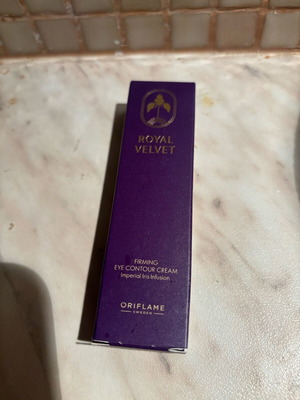 ROYAL
VELVET
FIRMING
EYE CONTOUR CREAM
Imperial Iris Infusion
ORIFLAME
SWEDEN